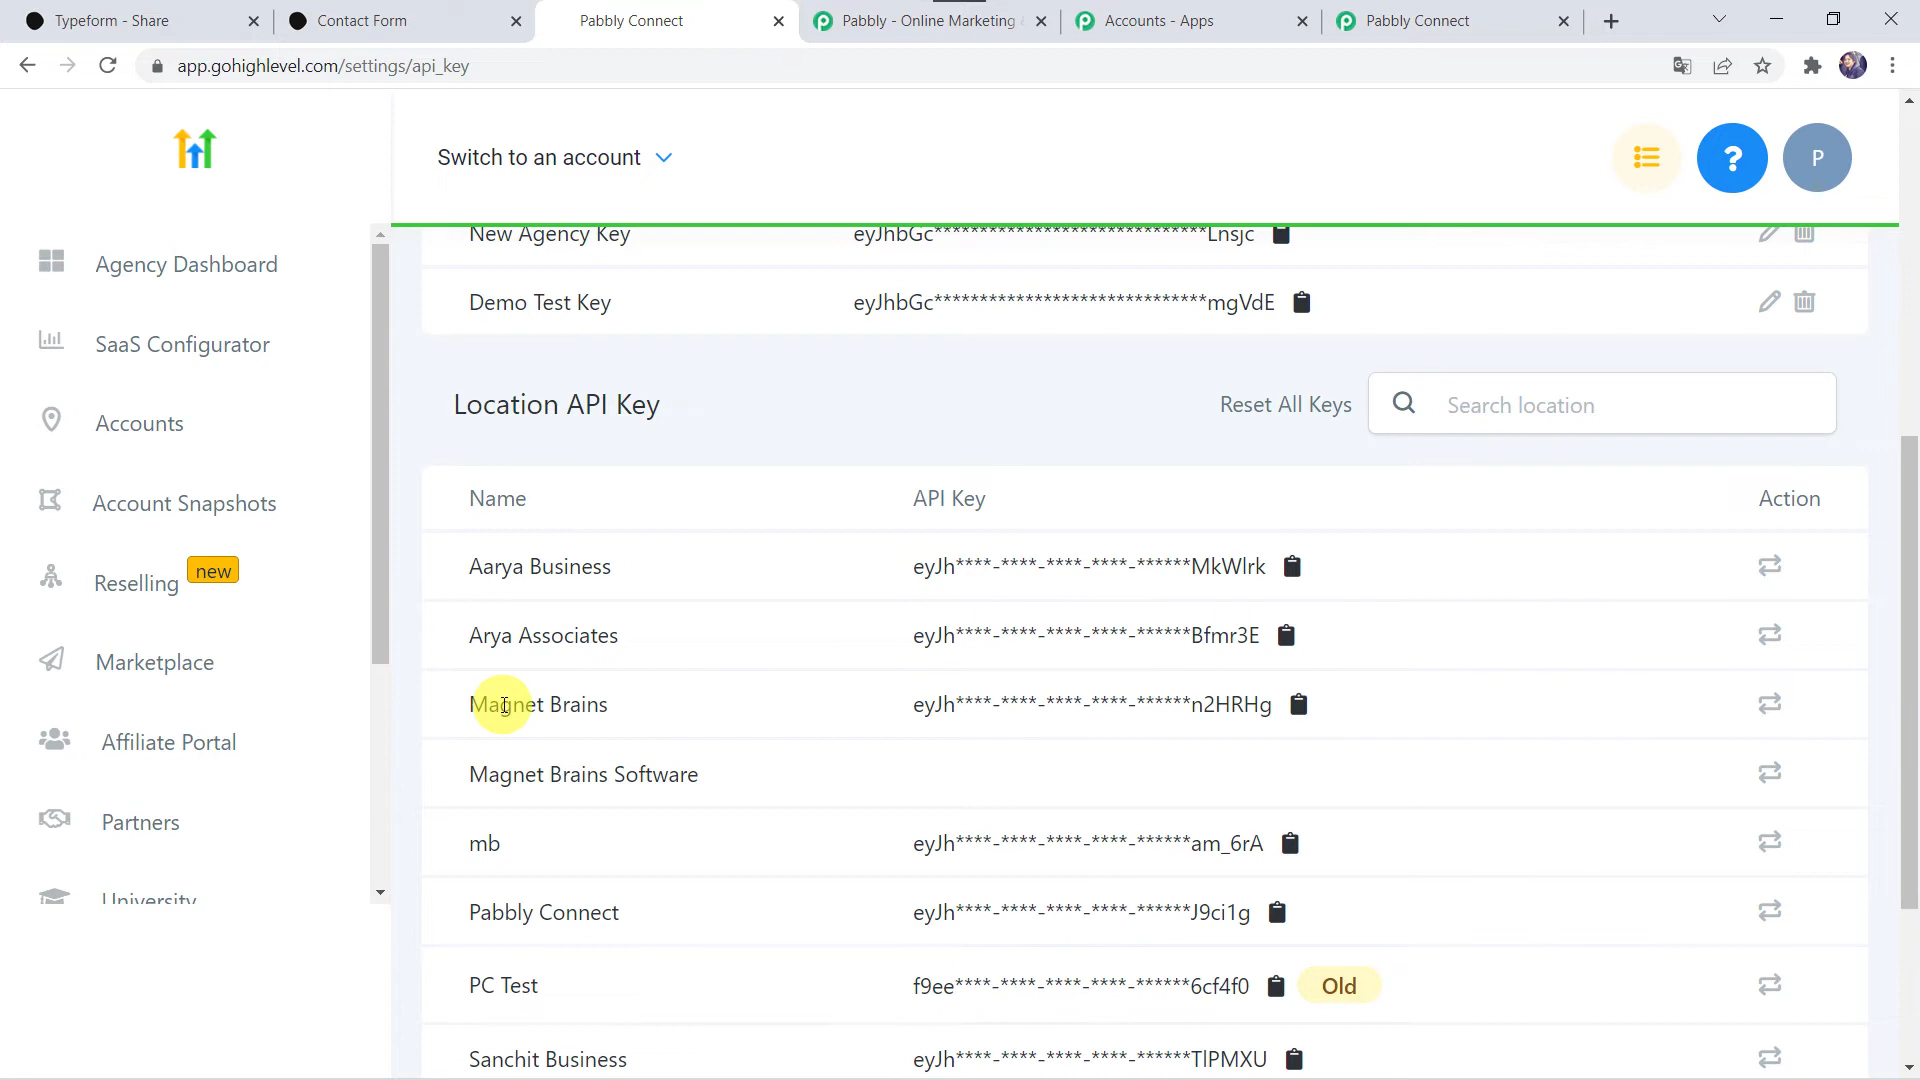 Typeform - Share
Contact Form
Pabbly Connect
Pabbly - Online Marketing
Accounts - Apps
Pabbly Connect
app.gohighlevel.com/settings/api_key
Switch to an account
?
P
Agency Dashboard
SaaS Configurator
Accounts
Account Snapshots
Reselling new
Marketplace
Affiliate Portal
Partners
University
New Agency Key eyJhbGc******************************Lnsjc
Demo Test Key eyJhbGc******************************mgVdE
Location API Key
Reset All Keys
Search location
Name API Key Action
Aarya Business eyJh****-****-****-****-******MkWlrk
Arya Associates eyJh****-****-****-****-******Bfmr3E
Magnet Brains eyJh****-****-****-****-******n2HRHg
Magnet Brains Software
mb eyJh****-****-****-****-******am_6rA
Pabbly Connect eyJh****-****-****-****-******J9ci1g
PC Test f9ee****-****-****-****-******6cf4f0 Old
Sanchit Business eyJh****-****-****-****-******TlPMXU